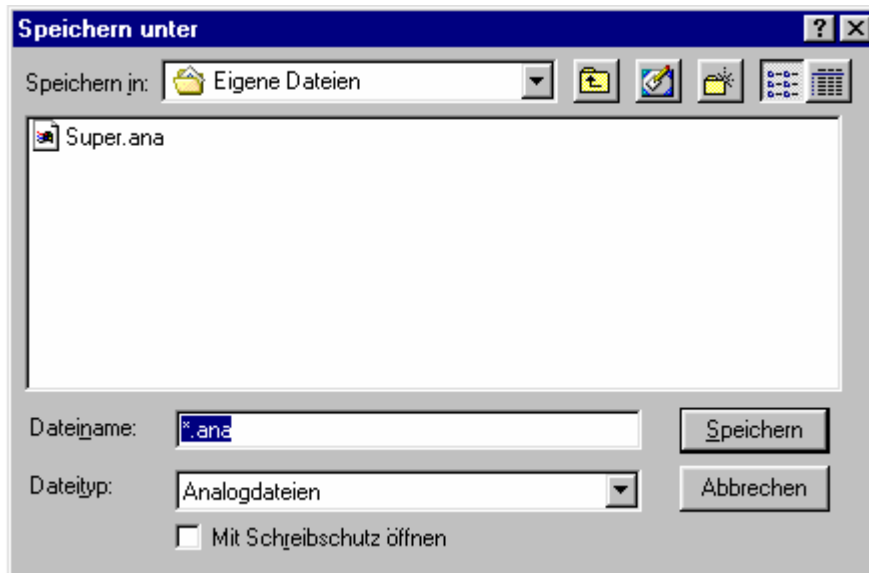 Speichern unter
Speichern in: Eigene Dateien
Super.ana
Dateiname: *.ana Speichern
Dateityp: Analogdateien Abbrechen
Mit Schreibschutz öffnen